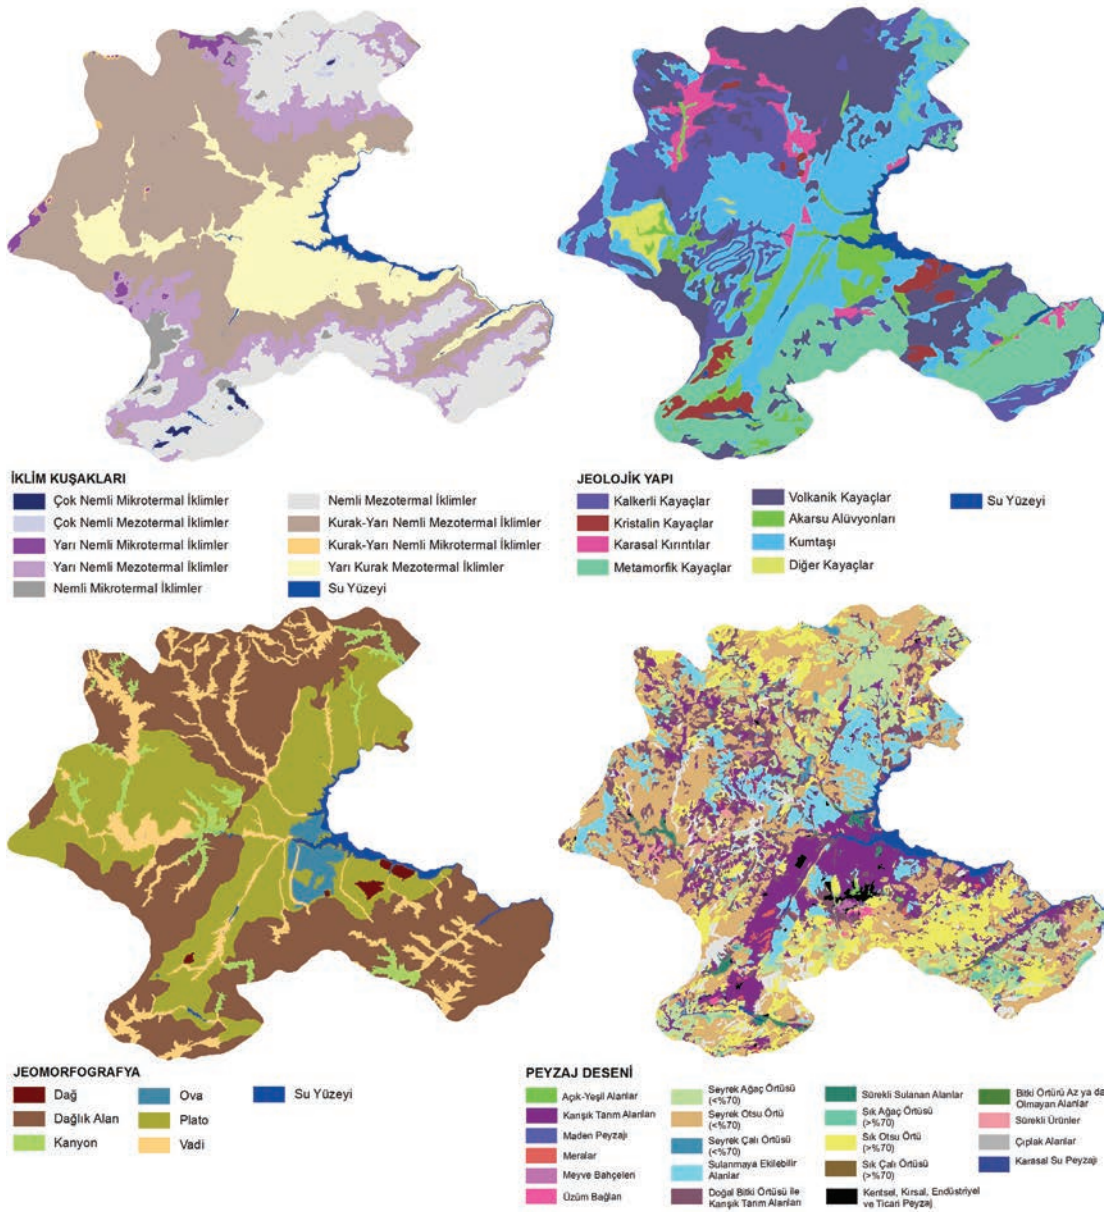 İKLİM KUŞAKLARI
Çok Nemli Mikrotermal İklimler
Çok Nemli Mezotermal İklimler
Yarı Nemli Mikrotermal İklimler
Yarı Nemli Mezotermal İklimler
Nemli Mikrotermal İklimler
Nemli Mezotermal İklimler
Kurak-Yarı Nemli Mezotermal İklimler
Kurak-Yarı Nemli Mikrotermal İklimler
Yarı Kurak Mezotermal İklimler
Su Yüzeyi
JEOLOJİK YAPI
Kalkerli Kayaçlar
Kristalin Kayaçlar
Karasal Kırıntılar
Metamorfik Kayaçlar
Volkanik Kayaçlar
Akarsu Alüvyonları
Kumtaşı
Diğer Kayaçlar
Su Yüzeyi
JEOMORFOGRAFYA
Dağ
Dağlık Alan
Kanyon
Ova
Plato
Vadi
Su Yüzeyi
PEYZAJ DESENİ
Açık-Yeşil Alanlar
Karışık Tarım Alanları
Maden Peyzajı
Meralar
Meyve Bahçeleri
Üzüm Bağları
Seyrek Ağaç Örtüsü
(<%70)
Seyrek Otsu Örtü
(<%70)
Seyrek Çalı Örtüsü
(<%70)
Sulanmaya Ekilebilir
Alanlar
Doğal Bitki Örtüsü ile
Karışık Tarım Alanları
Sürekli Sulanan Alanlar
Sık Ağaç Örtüsü
(>%70)
Sık Otsu Örtü
(>%70)
Sık Çalı Örtüsü
(>%70)
Kentsel, Kırsal, Endüstriyel
ve Ticari Peyzaj
Bitki Örtürü Az ya da
Olmayan Alanlar
Sürekli Ürünler
Çıplak Alanlar
Karasal Su Peyzajı